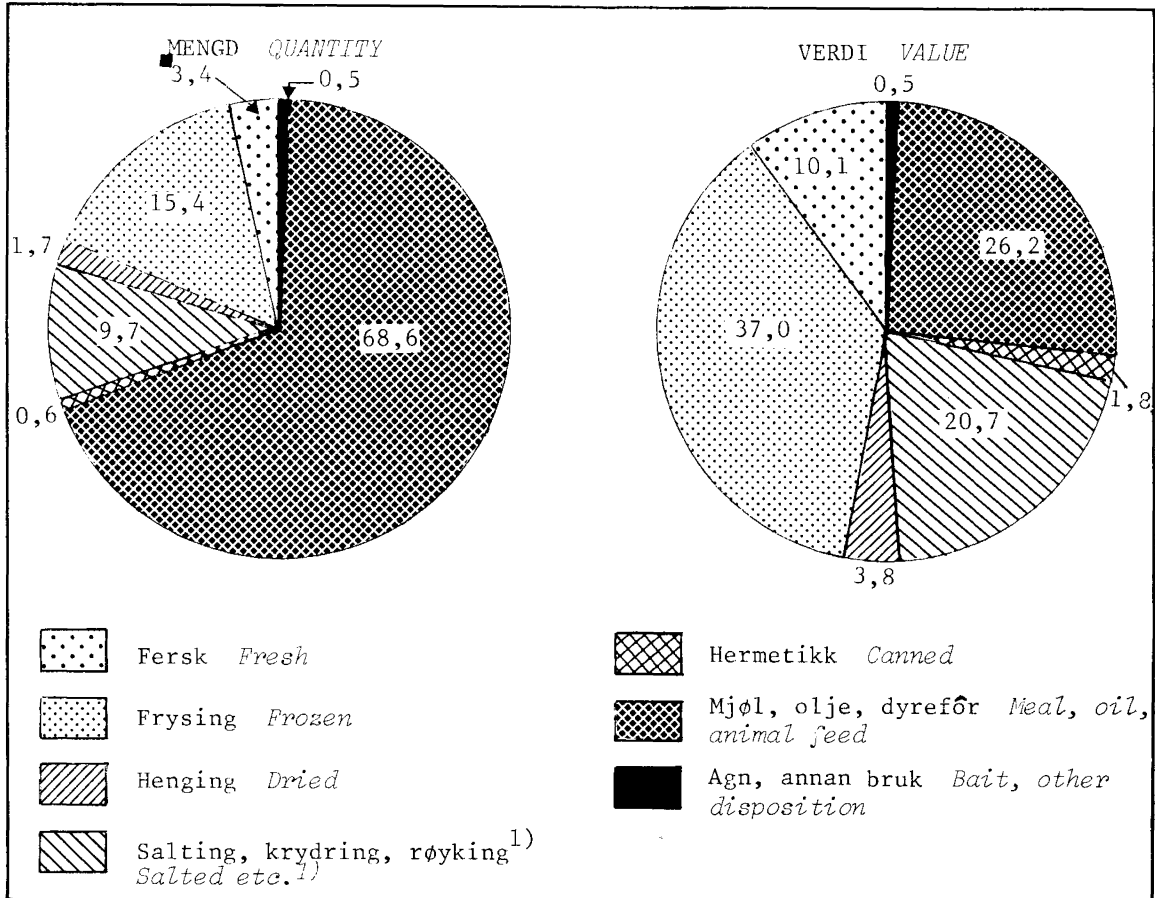 MENGD QUANTITY
3,4
0,5
15,4
1,7
9,7
68,6
0,6
VERDI VALUE
0,5
10,1
26,2
37,0
1,8
20,7
3,8
Fersk Fresh
Frysing Frozen
Henging Dried
Salting, krydring, røyking1)
Salted etc.1)
Hermetikk Canned
Mjøl, olje, dyrefôr Meal, oil,
animal feed
Agn, annan bruk Bait, other
disposition